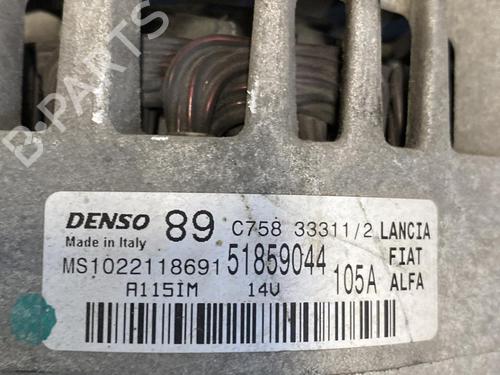 B-PARTS
DENSO 89 C758 33311/2 LANCIA
Made in Italy FIAT
MS1022118691 51859044 105A ALFA
A115IM 14V